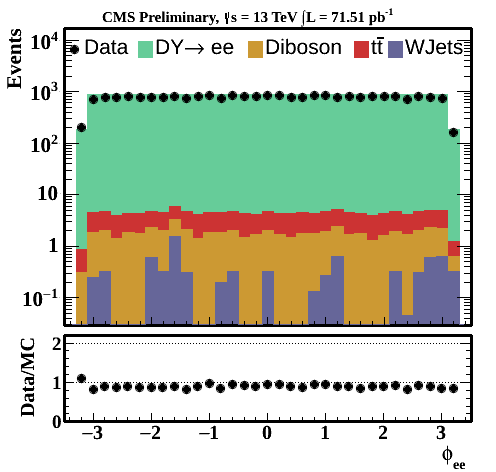 CMS Preliminary, √s = 13 TeV ∫L = 71.51 pb⁻¹
Events
Data DY→ ee Diboson tt̄ WJets
10⁴
10³
10²
10
1
10⁻¹
Data/MC
2
1
0
−3 −2 −1 0 1 2 3
ϕee